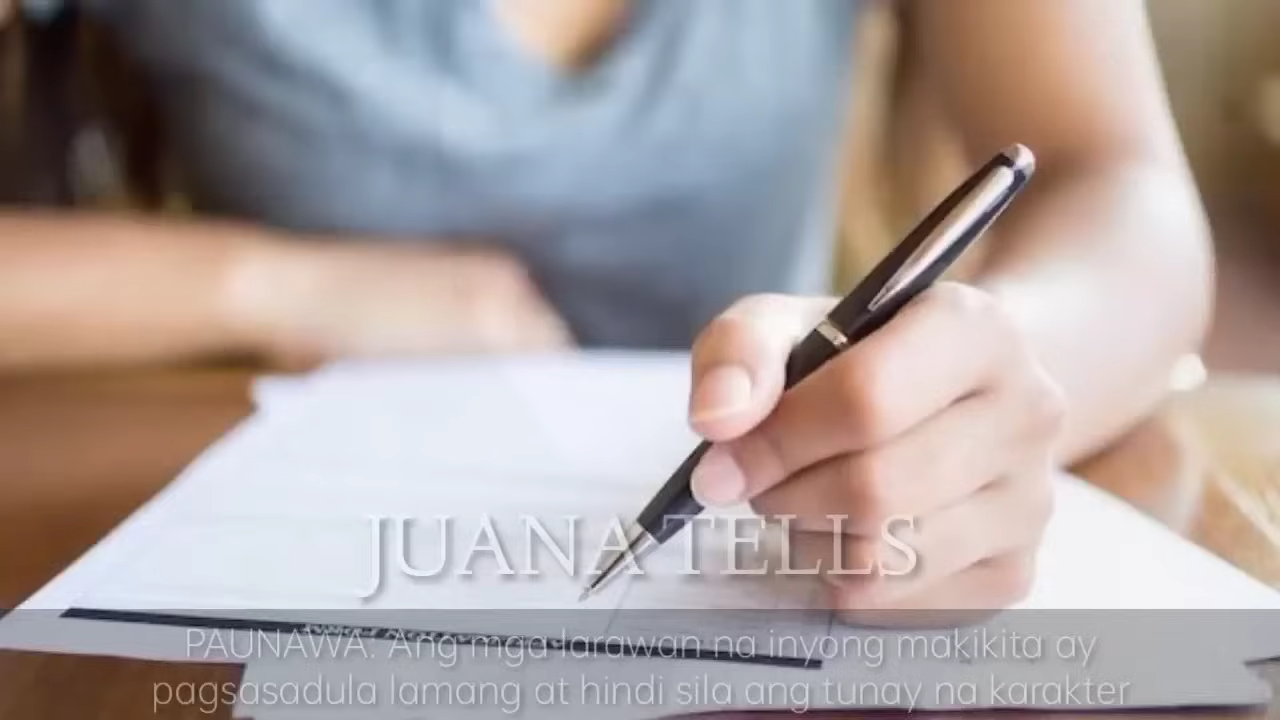 JUANA TELLS
PAUNAWA: Ang mga larawan na inyong makikita ay
pagsasadula lamang at hindi sila ang tunay na karakter